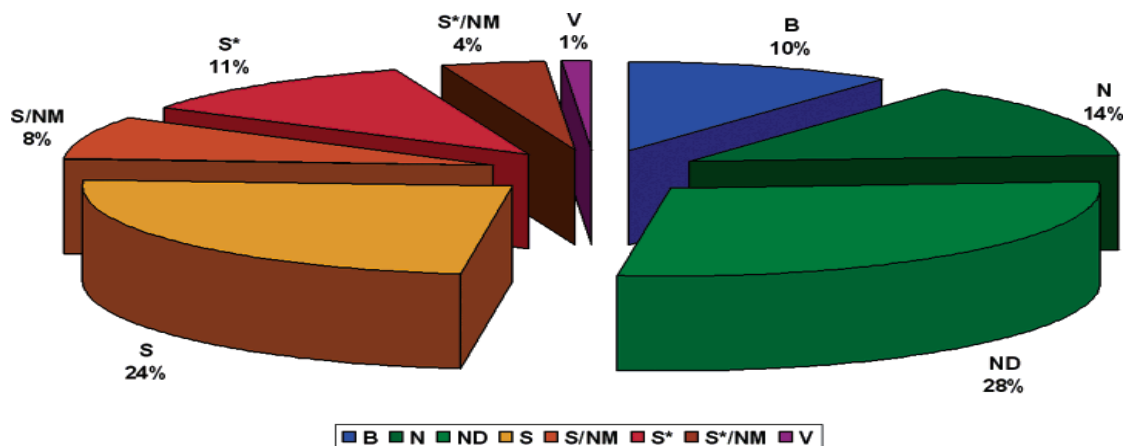 V
1%
B
10%
S*/NM
4%
S*
11%
N
14%
S/NM
8%
S
24%
ND
28%
B N ND S S/NM S* S*/NM V